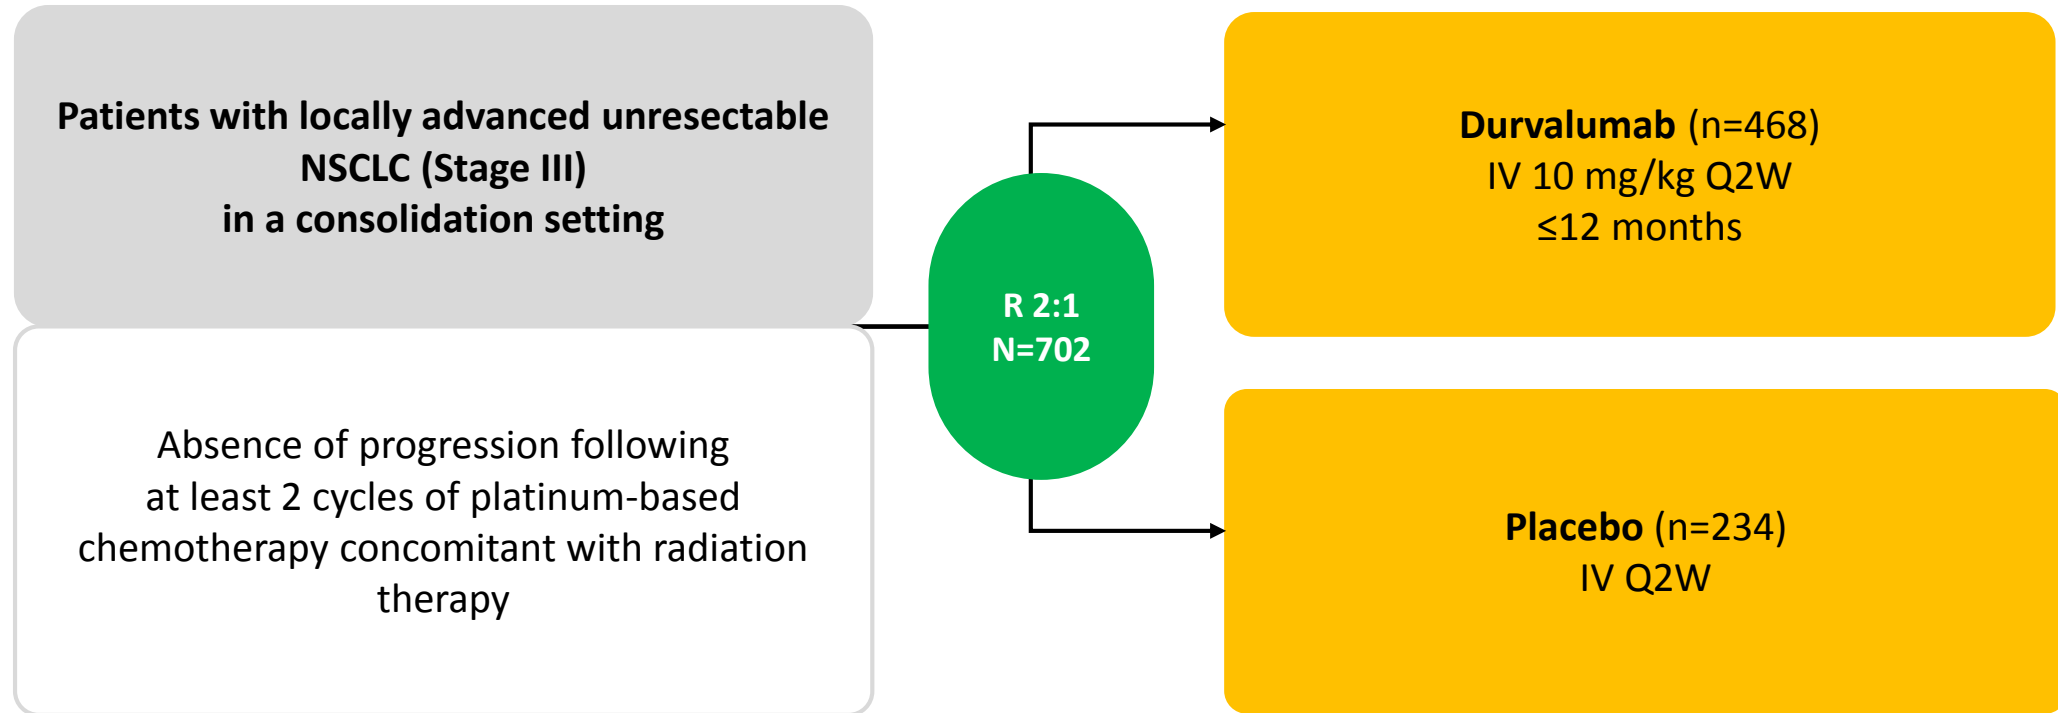 Patients with locally advanced unresectable
NSCLC (Stage III)
in a consolidation setting
Absence of progression following
at least 2 cycles of platinum-based
chemotherapy concomitant with radiation
therapy
R 2:1
N=702
Durvalumab (n=468)
IV 10 mg/kg Q2W
≤12 months
Placebo (n=234)
IV Q2W